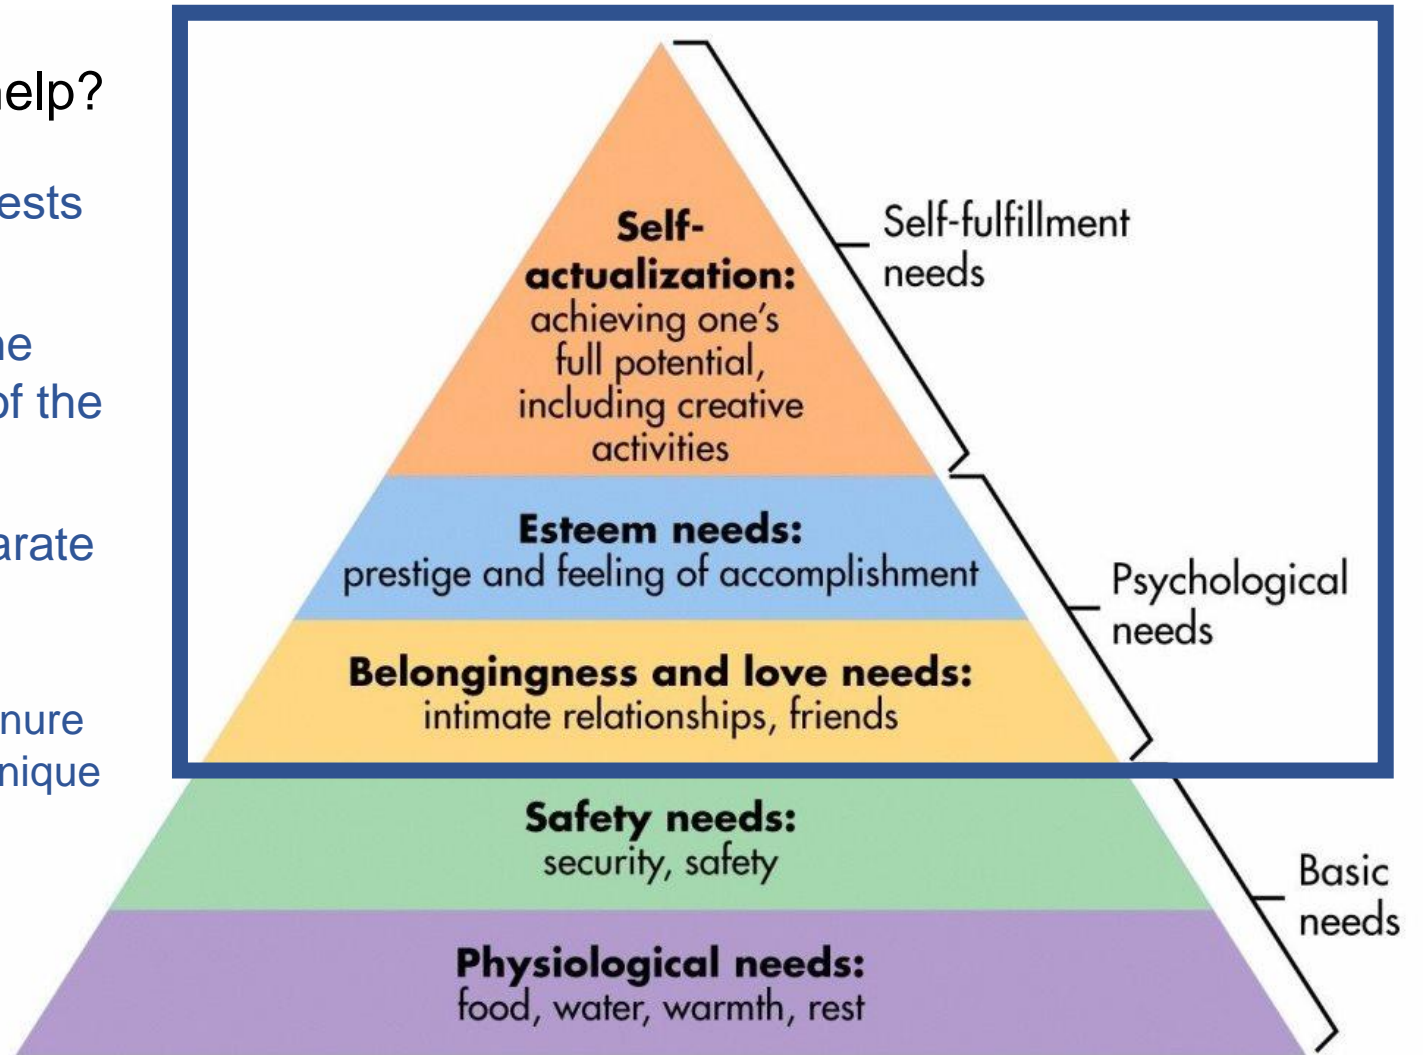 help?
ests
ne
of the
arate
nure
nique
Self-
actualization:
achieving one's
full potential,
including creative
activities
Esteem needs:
prestige and feeling of accomplishment
Belongingness and love needs:
intimate relationships, friends
Safety needs:
security, safety
Physiological needs:
food, water, warmth, rest
Self-fulfillment
needs
Psychological
needs
Basic
needs